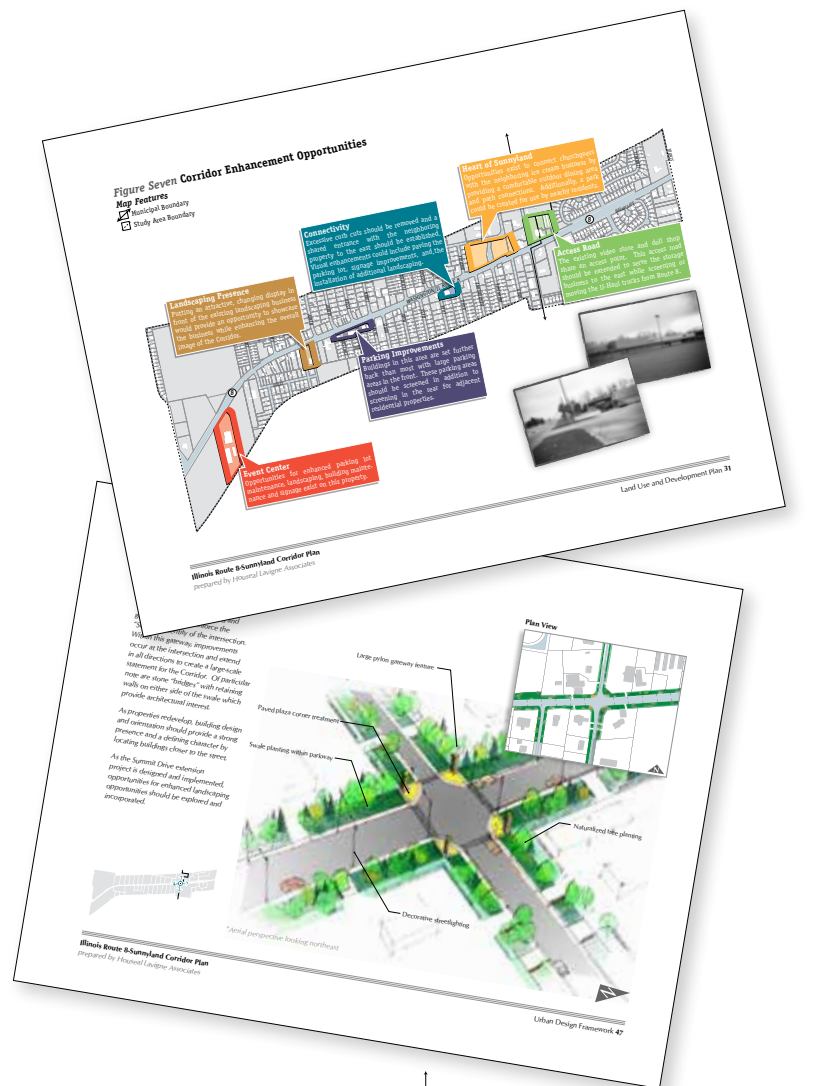 Figure Seven Corridor Enhancement Opportunities
Map Features
Municipal Boundary
Study Area Boundary
Heart of Sunnyland
Opportunities exist to connect churchgoers
with the neighboring ice cream business by
providing a comfortable outdoor dining area
and path connections. Additionally, a park
could be created for use by nearby residents.
Connectivity
Excessive curb cuts should be removed and a
shared entrance with the neighboring
property to the east should be established.
Visual enhancements could include paving the
parking lot, signage improvements, and the
installation of additional landscaping.
Access Road
The existing video store and doll shop
share an access point. This access road
should be extended to serve the storage
business to the east while screening or
moving the U-Haul trucks from Route 8.
Landscaping Presence
Putting an attractive, changing display in
front of the existing landscaping business
would provide an opportunity to showcase
the business while enhancing the overall
image of the Corridor.
Parking Improvements
Buildings in this area are set further
back than most with large parking
areas in the front. These parking areas
should be screened in addition to
screening in the rear for adjacent
residential properties.
Event Center
Opportunities for enhanced parking lot
maintenance, landscaping, building mainte-
nance and signage exist on this property.
8
8
Land Use and Development Plan 31
Illinois Route 8-Sunnyland Corridor Plan
prepared by Houseal Lavigne Associates
and
the
of the intersection.
this gateway, improvements
occur at the intersection and extend
in all directions to create a large-scale
statement for the Corridor. Of particular
note are stone "bridges" with retaining
walls on either side of the swale which
provide architectural interest.
As properties redevelop, building design
and orientation should provide a strong
presence and a defining character by
locating buildings closer to the street.
As the Summit Drive extension
project is designed and implemented,
opportunities for enhanced landscaping
opportunities should be explored and
incorporated.
Plan View
Large pylon gateway feature
Paved plaza corner treatment
Swale planting within parkway
Naturalized tree planting
Decorative streetlighting
*Aerial perspective looking northeast
N
Illinois Route 8-Sunnyland Corridor Plan
prepared by Houseal Lavigne Associates
Urban Design Framework 47